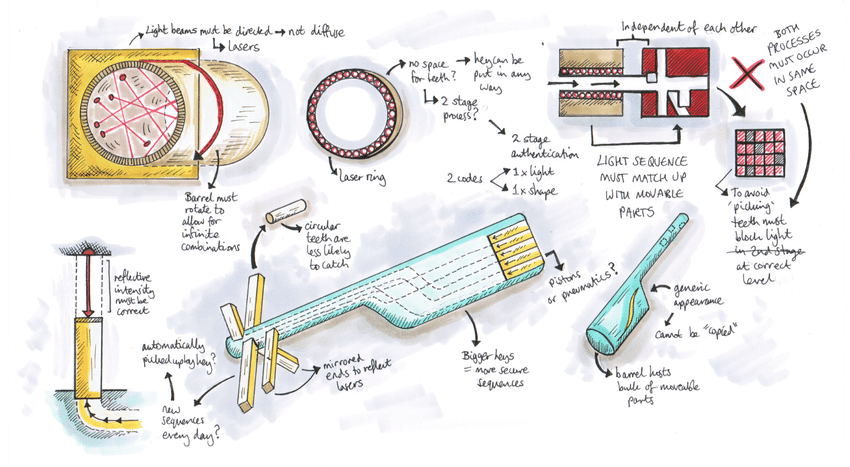 Light beams must be directed → not diffuse
↳ lasers
Barrel must
rotate to
allow for
infinite
combinations
no space
for teeth?
→ key can be
put in any
way
↳ 2 stage
process?
Laser ring
2 stage
authentication
2 codes
1 x light
1 x shape
Independent of each other
LIGHT SEQUENCE
MUST MATCH UP
WITH MOVABLE
PARTS
BOTH
PROCESSES
MUST OCCUR
IN SAME
SPACE
To avoid
'picking'
teeth must
block light
in 2nd stage
at correct
level
reflective
intensity
must be
correct
circular
teeth are
less likely
to catch
automatically
picked up by key?
new
sequences
every day?
mirrored
ends to reflect
lasers
Pistons
or pneumatics?
Bigger keys
= more secure
sequences
generic
appearance
cannot be "copied"
barrel hosts
bulk of moveable
parts